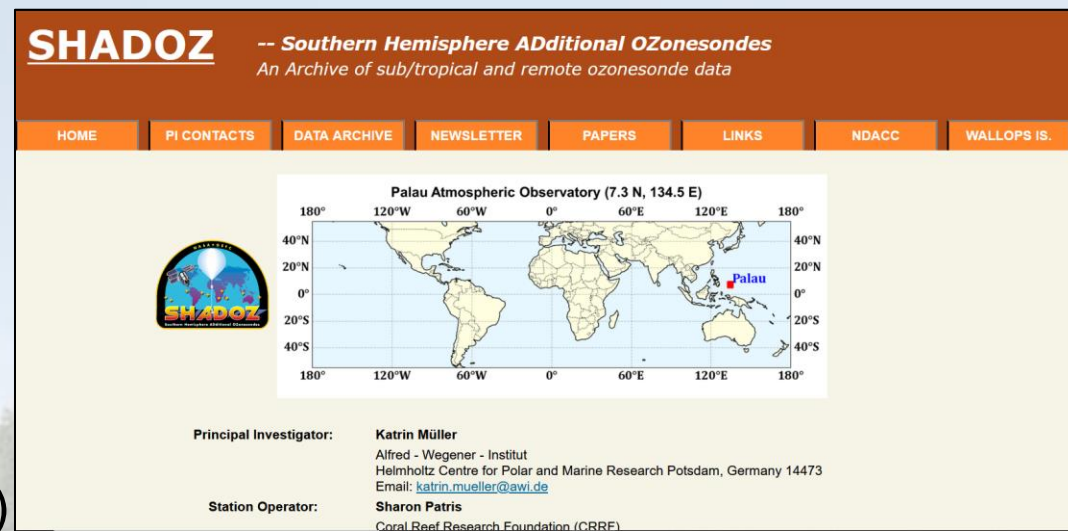 SHADOZ
-- Southern Hemisphere ADditional OZonesondes
An Archive of sub/tropical and remote ozonesonde data
HOME PI CONTACTS DATA ARCHIVE NEWSLETTER PAPERS LINKS NDACC WALLOPS IS.
Palau Atmospheric Observatory (7.3 N, 134.5 E)
180° 120°W 60°W 0° 60°E 120°E 180°
40°N 40°N
20°N 20°N
Palau
0° 0°
20°S 20°S
40°S 40°S
180° 120°W 60°W 0° 60°E 120°E 180°
SHADOZ
Southern Hemisphere ADditional OZonesondes
Principal Investigator: Katrin Müller
Alfred - Wegener - Institut
Helmholtz Centre for Polar and Marine Research Potsdam, Germany 14473
Email: katrin.mueller@awi.de
Station Operator: Sharon Patris
Coral Reef Research Foundation (CRRF)
)